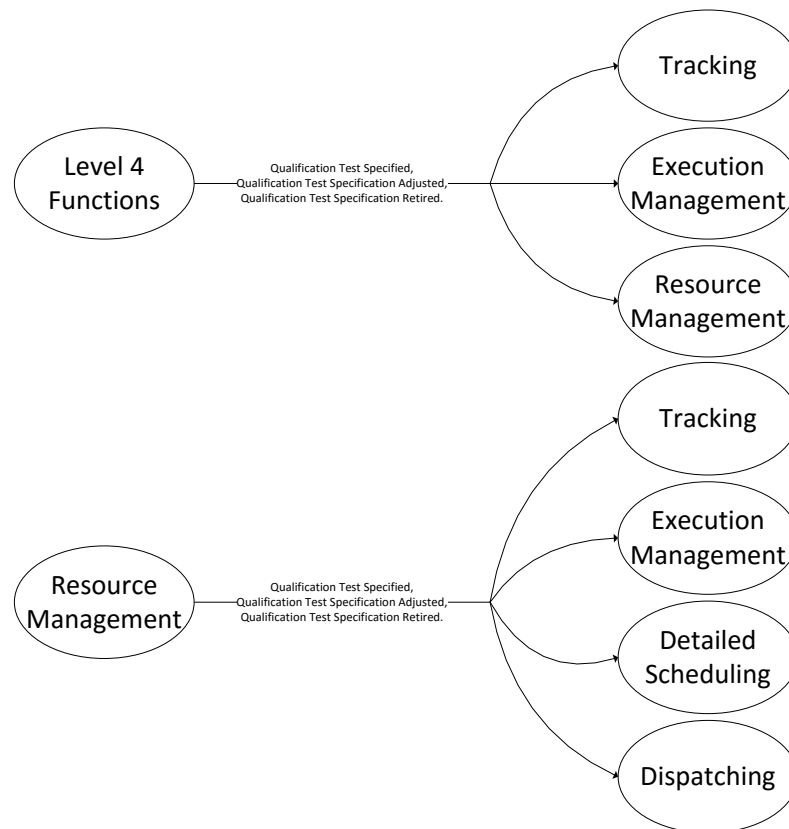 Tracking
Level 4
Functions
Qualification Test Specified,
Qualification Test Specification Adjusted,
Qualification Test Specification Retired.
Execution
Management
Resource
Management
Tracking
Execution
Management
Resource
Management
Qualification Test Specified,
Qualification Test Specification Adjusted,
Qualification Test Specification Retired.
Detailed
Scheduling
Dispatching